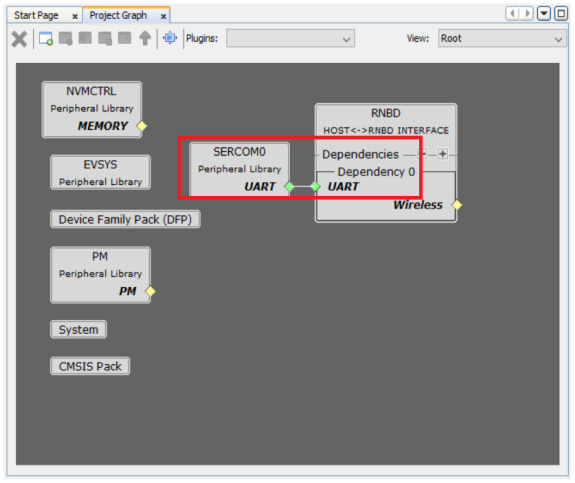 Start Page x Project Graph x
Plugins: View: Root
NVMCTRL
Peripheral Library
MEMORY
EVSYS
Peripheral Library
Device Family Pack (DFP)
PM
Peripheral Library
PM
System
CMSIS Pack
SERCOM0
Peripheral Library
UART
RNBD
HOST<->RNBD INTERFACE
Dependencies - +
Dependency 0
UART
Wireless